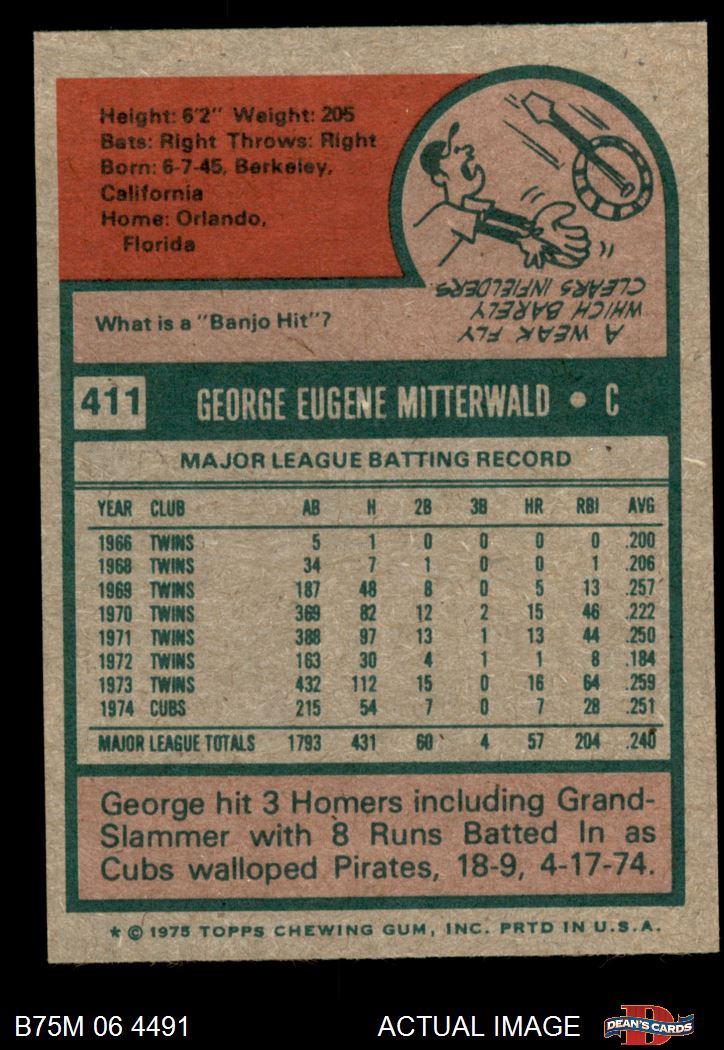 Height: 6'2" Weight: 205
Bats: Right Throws: Right
Born: 6-7-45, Berkeley,
California
Home: Orlando,
Florida
What is a "Banjo Hit"?
A WEAK FLY
WHICH BARELY
CLEARS INFIELDERS.
411 GEORGE EUGENE MITTERWALD • C
MAJOR LEAGUE BATTING RECORD
YEAR CLUB AB H 2B 3B HR RBI AVG
1966 TWINS 5 1 0 0 0 0 .200
1968 TWINS 34 7 1 0 0 1 .206
1969 TWINS 187 48 8 0 5 13 .257
1970 TWINS 369 82 12 2 15 46 .222
1971 TWINS 388 97 13 1 13 44 .250
1972 TWINS 163 30 4 1 1 8 .184
1973 TWINS 432 112 15 0 16 64 .259
1974 CUBS 215 54 7 0 7 28 .251
MAJOR LEAGUE TOTALS 1793 431 60 4 57 204 .240
George hit 3 Homers including Grand-
Slammer with 8 Runs Batted In as
Cubs walloped Pirates, 18-9, 4-17-74.
* © 1975 TOPPS CHEWING GUM, INC. PRTD IN U.S.A.
B75M 06 4491 ACTUAL IMAGE DEAN'S CARDS